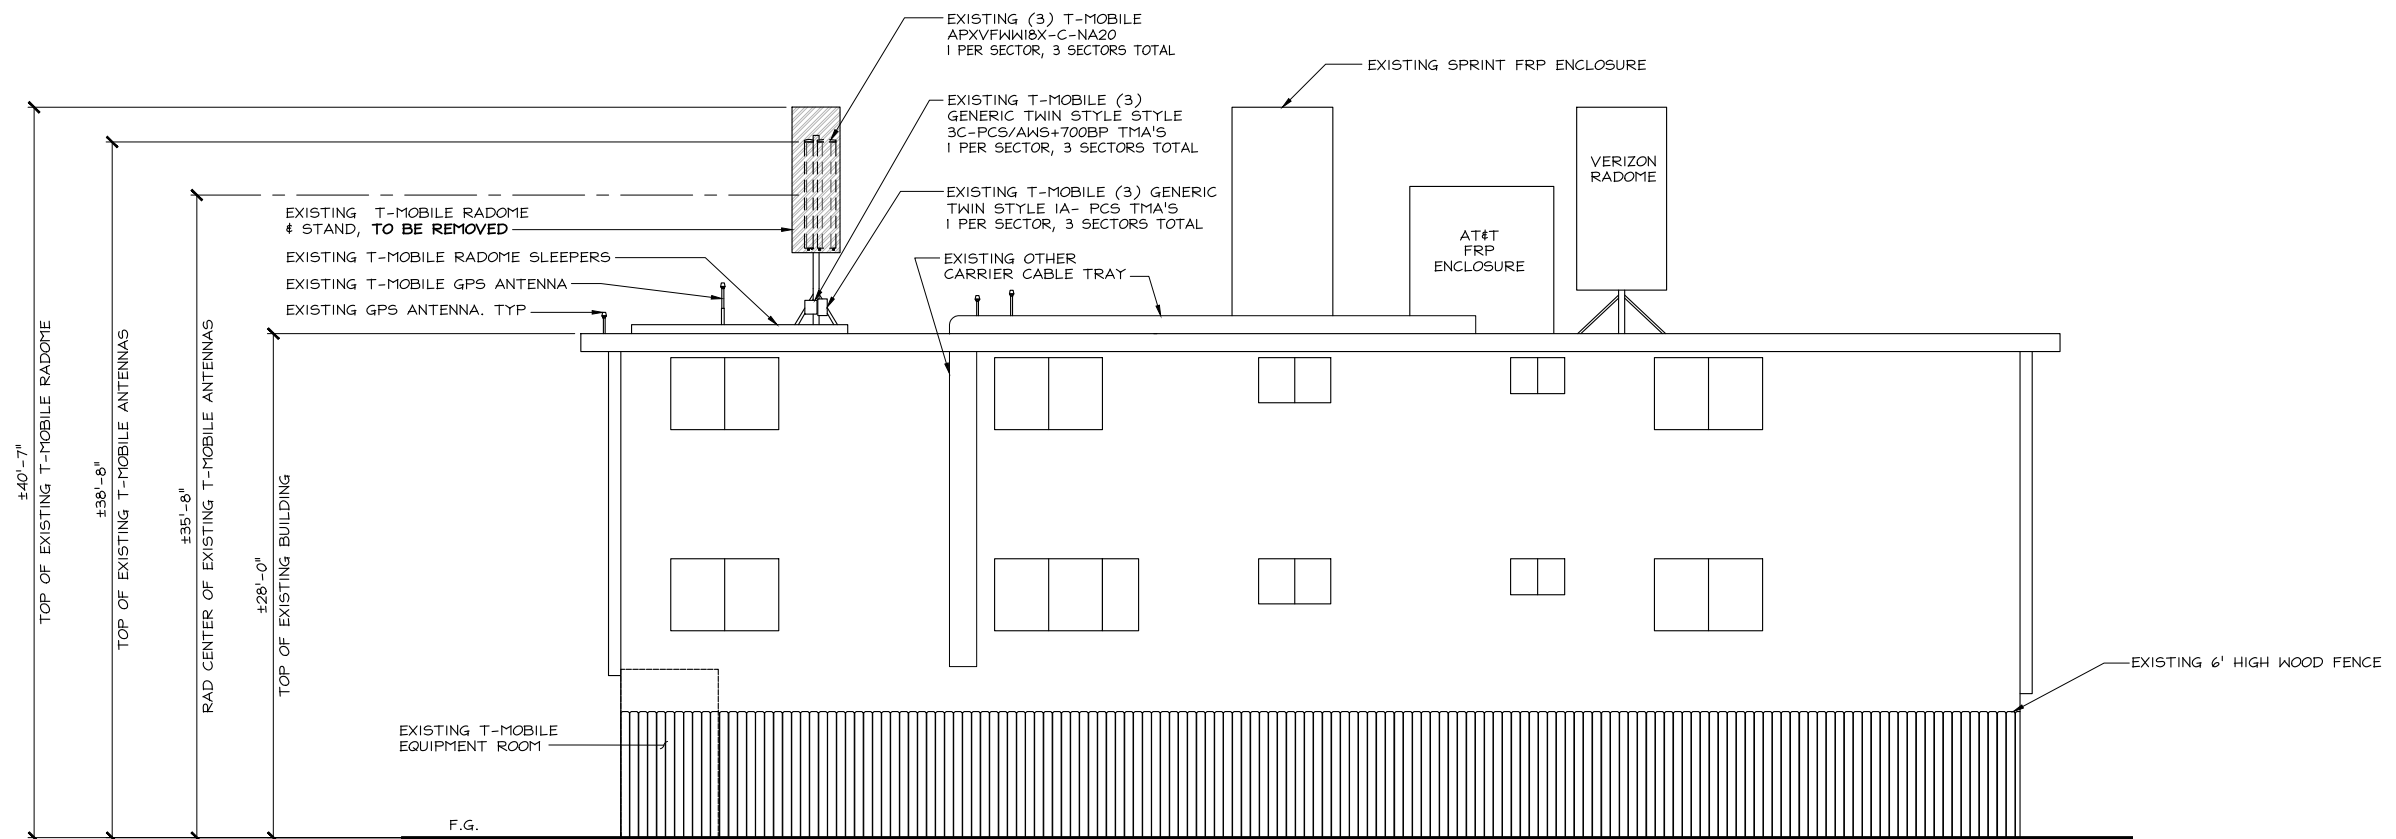 EXISTING (3) T-MOBILE
APXVFWW18X-C-NA20
1 PER SECTOR, 3 SECTORS TOTAL
EXISTING SPRINT FRP ENCLOSURE
EXISTING T-MOBILE (3)
GENERIC TWIN STYLE STYLE
3C-PCS/AWS+700BP TMA'S
1 PER SECTOR, 3 SECTORS TOTAL
VERIZON
RADOME
EXISTING T-MOBILE (3) GENERIC
TWIN STYLE 1A- PCS TMA'S
1 PER SECTOR, 3 SECTORS TOTAL
EXISTING T-MOBILE RADOME
& STAND, TO BE REMOVED
AT&T
FRP
ENCLOSURE
EXISTING T-MOBILE RADOME SLEEPERS
EXISTING OTHER
CARRIER CABLE TRAY
EXISTING T-MOBILE GPS ANTENNA
EXISTING GPS ANTENNA. TYP
±40'-7"
TOP OF EXISTING T-MOBILE RADOME
±38'-8"
TOP OF EXISTING T-MOBILE ANTENNAS
±35'-8"
RAD CENTER OF EXISTING T-MOBILE ANTENNAS
±28'-0"
TOP OF EXISTING BUILDING
EXISTING 6' HIGH WOOD FENCE
EXISTING T-MOBILE
EQUIPMENT ROOM
F.G.